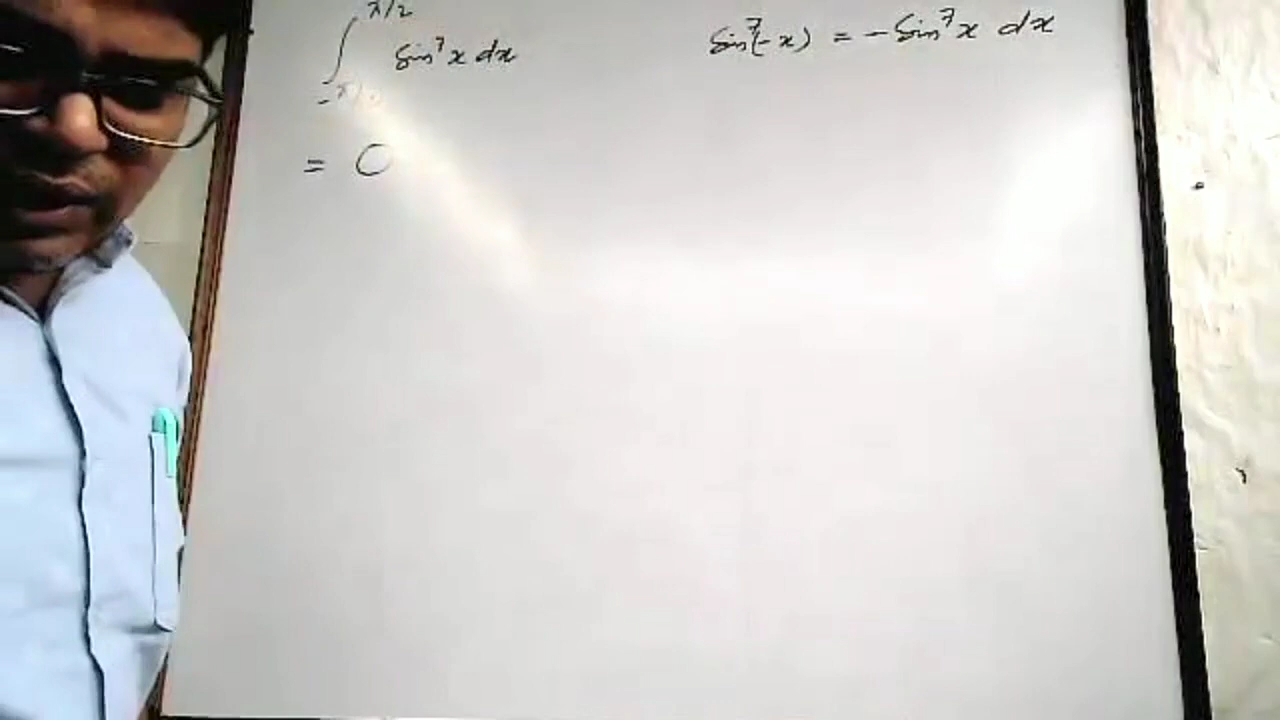 ∫_{-π/2}^{π/2} sin⁷x dx
= 0
sin⁷(-x) = -sin⁷x dx